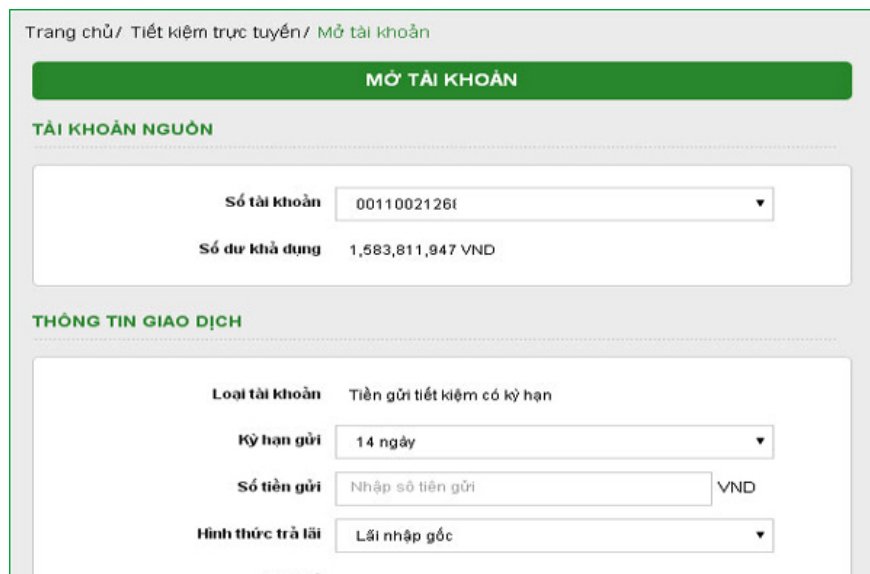 Trang chủ/ Tiết kiệm trực tuyến/ Mở tài khoản
MỞ TÀI KHOẢN
TÀI KHOẢN NGUỒN
Số tài khoản
Số dư khả dụng 1,583,811,947 VND
THÔNG TIN GIAO DỊCH
Loại tài khoản Tiền gửi tiết kiệm có kỳ hạn
Kỳ hạn gửi 14 ngày
Số tiền gửi Nhập số tiền gửi VND
Hình thức trả lãi Lãi nhập gốc